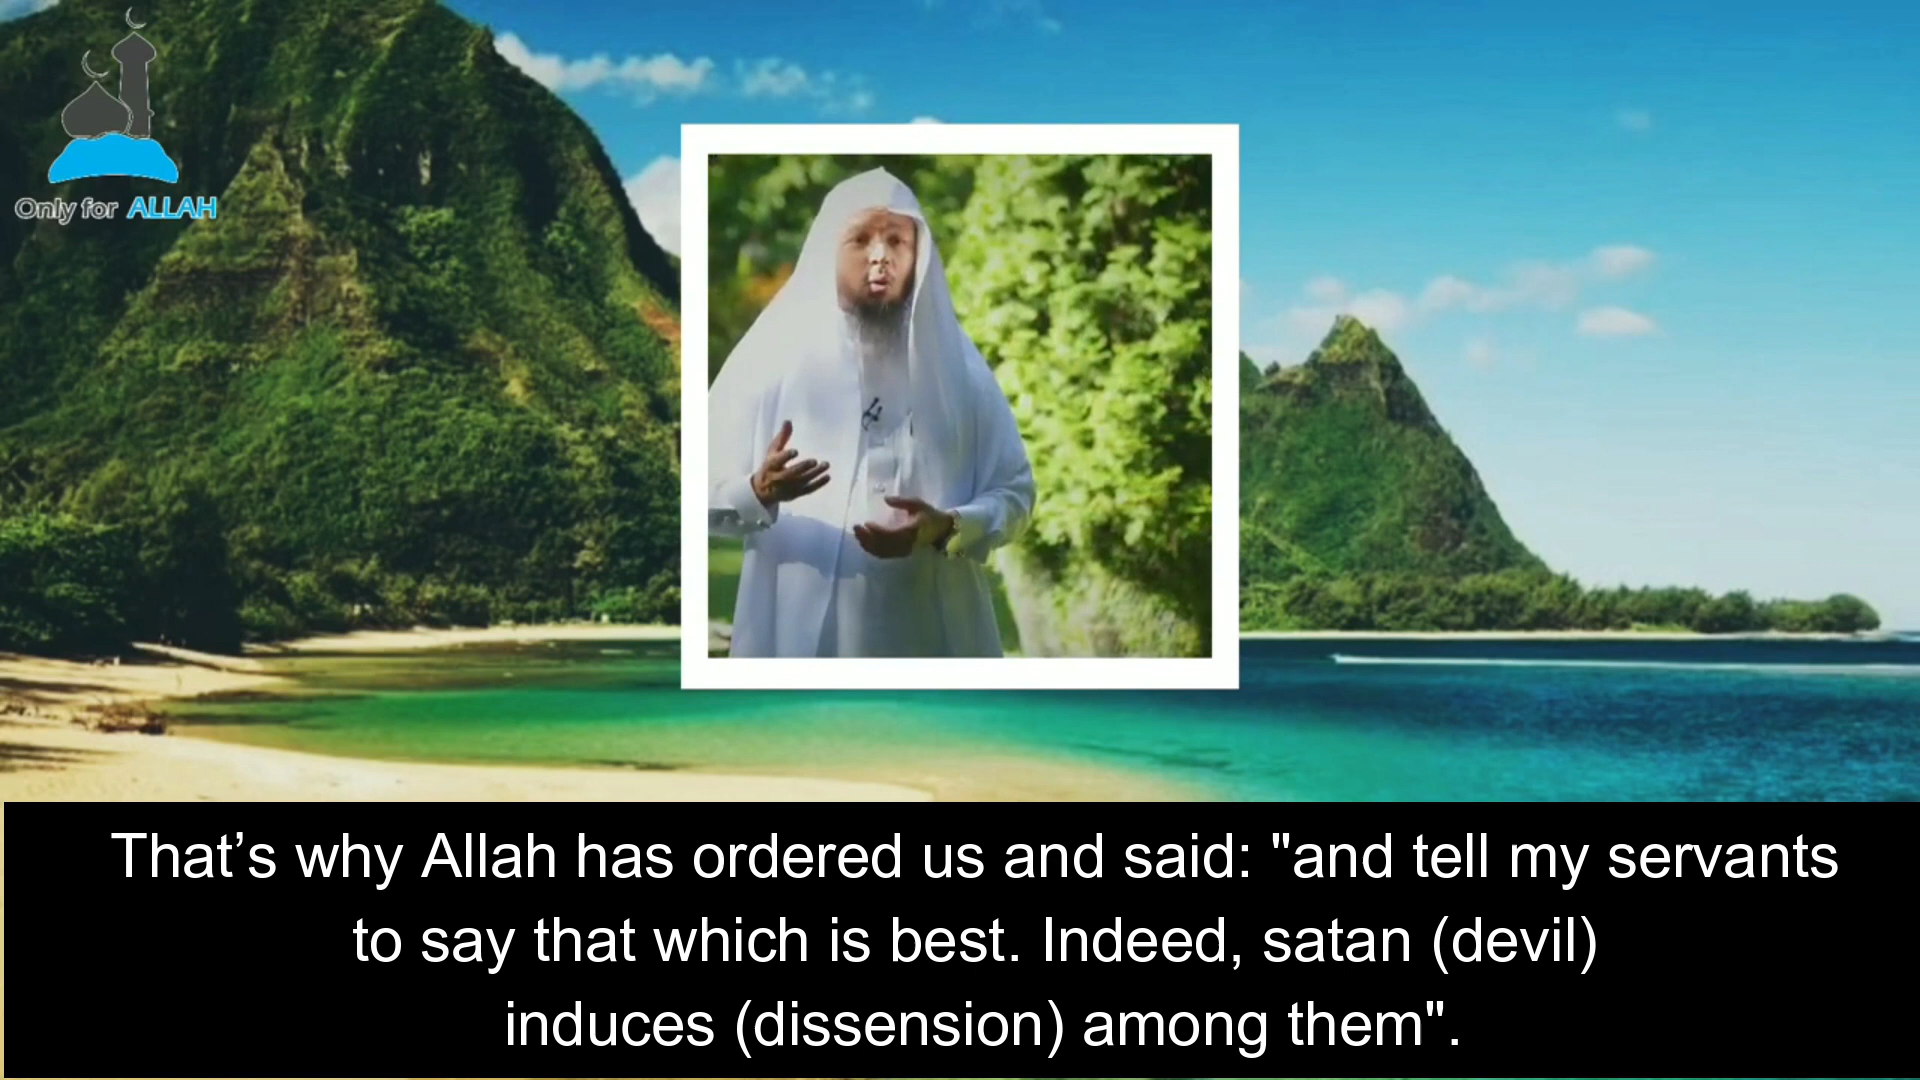 Only for ALLAH
That’s why Allah has ordered us and said: "and tell my servants
to say that which is best. Indeed, satan (devil)
induces (dissension) among them".